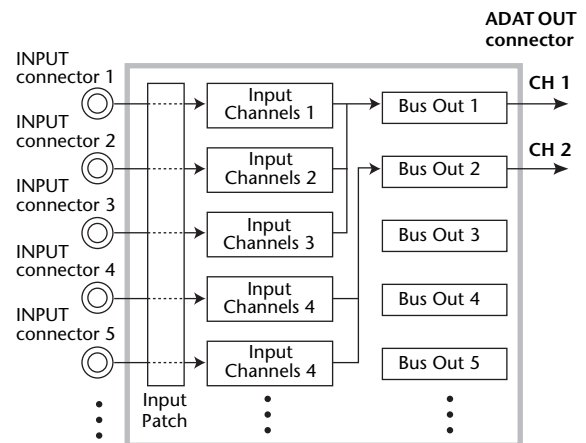 ADAT OUT
connector
INPUT
connector 1
Input
Channels 1
Bus Out 1
CH 1
INPUT
connector 2
Input
Channels 2
Bus Out 2
CH 2
INPUT
connector 3
Input
Channels 3
Bus Out 3
INPUT
connector 4
Input
Channels 4
Bus Out 4
INPUT
connector 5
Input
Channels 4
Bus Out 5
Input
Patch